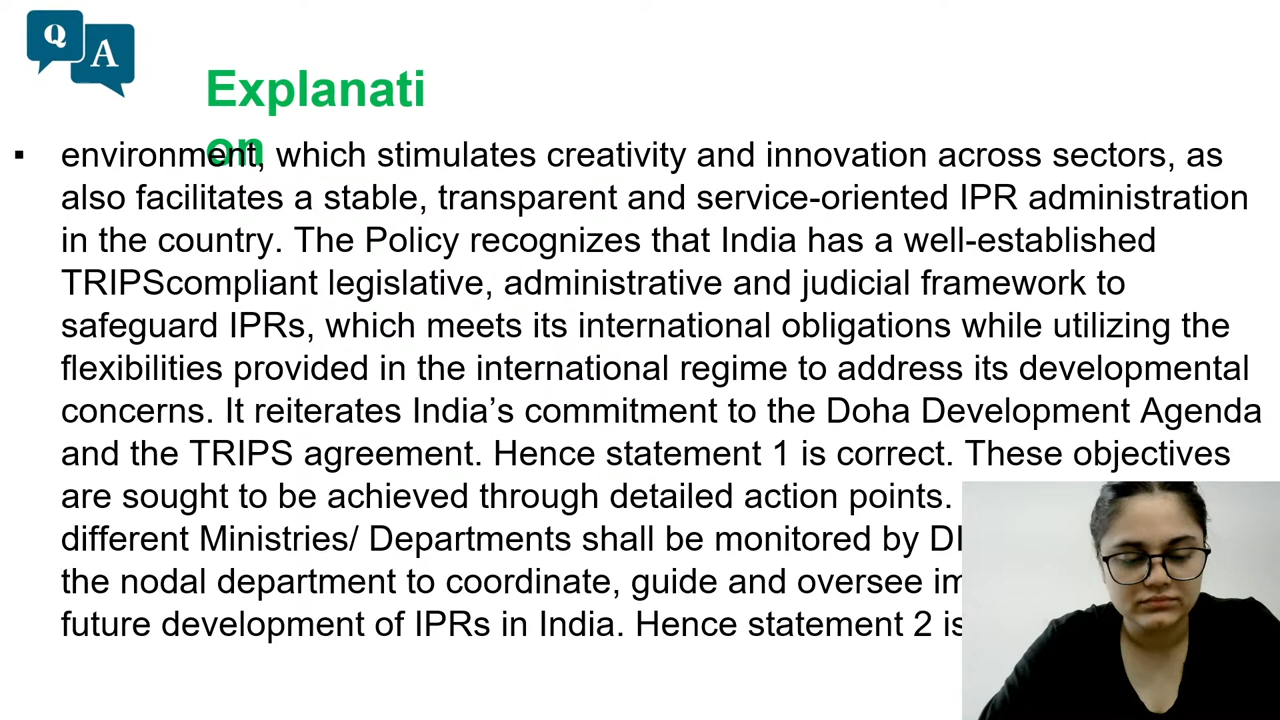 Q
A
Explanati
on
▪ environment, which stimulates creativity and innovation across sectors, as
also facilitates a stable, transparent and service-oriented IPR administration
in the country. The Policy recognizes that India has a well-established
TRIPScompliant legislative, administrative and judicial framework to
safeguard IPRs, which meets its international obligations while utilizing the
flexibilities provided in the international regime to address its developmental
concerns. It reiterates India’s commitment to the Doha Development Agenda
and the TRIPS agreement. Hence statement 1 is correct. These objectives
are sought to be achieved through detailed action points.
different Ministries/ Departments shall be monitored by
the nodal department to coordinate, guide and oversee
future development of IPRs in India. Hence statement 2 is